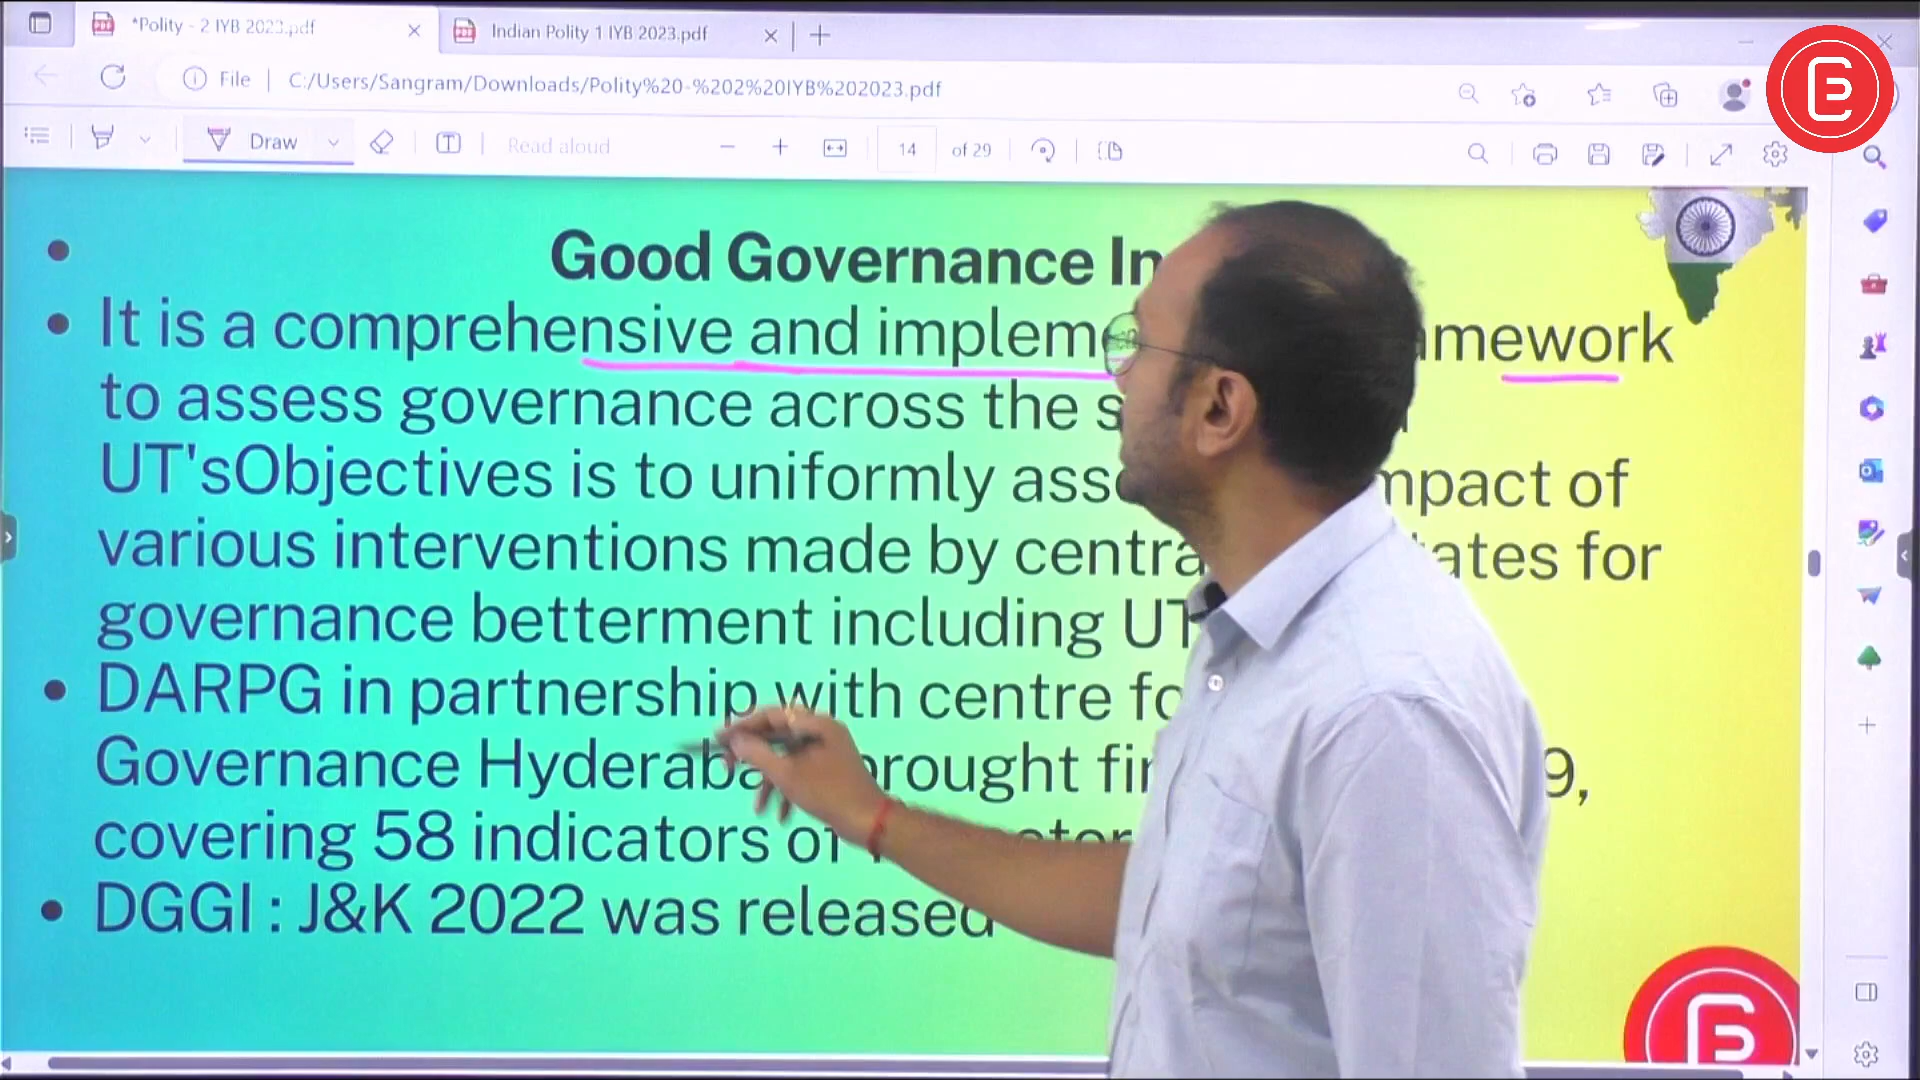 *Polity - 2 IYB 2023.pdf
Indian Polity 1 IYB 2023.pdf
File
C:/Users/Sangram/Downloads/Polity%20-%202%20IYB%202023.pdf
Draw
Read aloud
14
of 29
Good Governance In
It is a comprehensive and impleme amework
to assess governance across the s
UT'sObjectives is to uniformly ass mpact of
various interventions made by centra ates for
governance betterment including UT
DARPG in partnership with centre fo
Governance Hyderaba brought fir 9,
covering 58 indicators of
DGGI : J&K 2022 was released